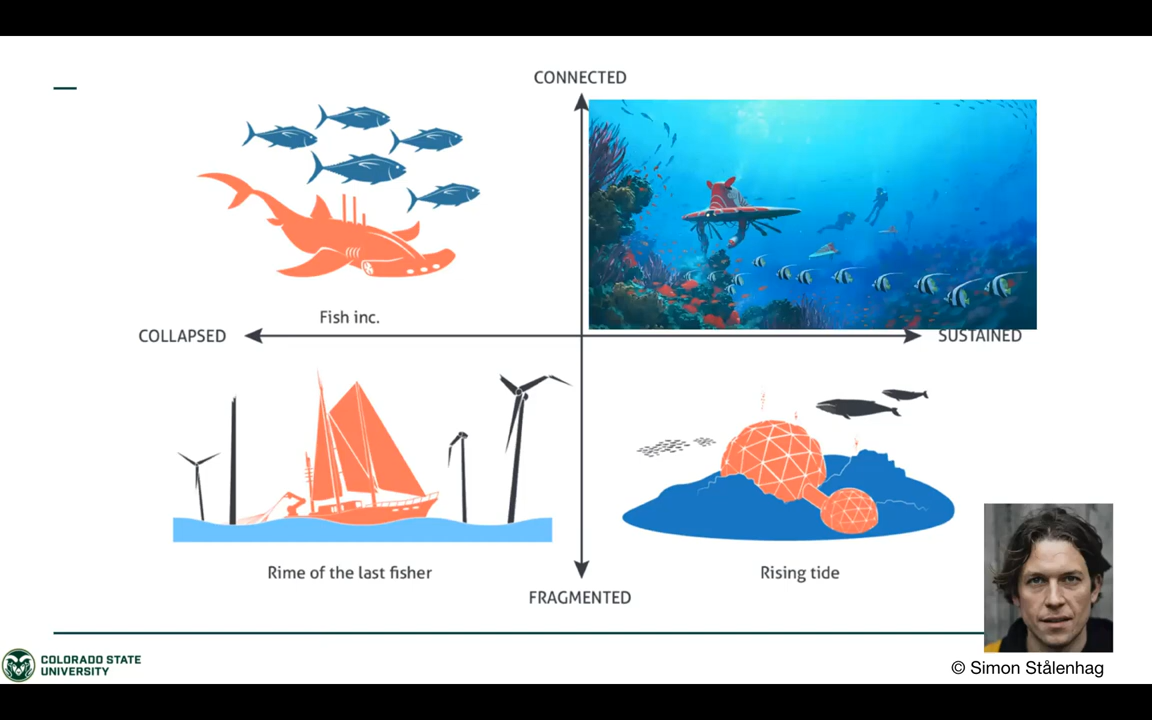 CONNECTED
Fish inc.
COLLAPSED
SUSTAINED
Rime of the last fisher
Rising tide
FRAGMENTED
COLORADO STATE
UNIVERSITY
© Simon Stålenhag